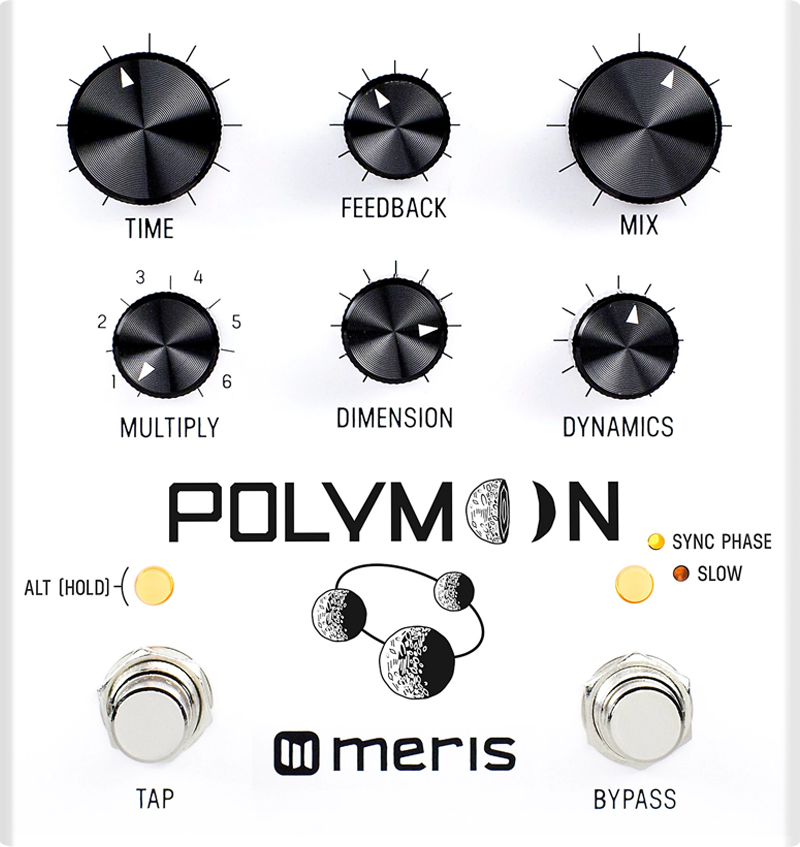 TIME
FEEDBACK
MIX
3 4
2 5
1 6
MULTIPLY
DIMENSION
DYNAMICS
POLYMOON
SYNC PHASE
ALT (HOLD)
SLOW
meris
TAP
BYPASS